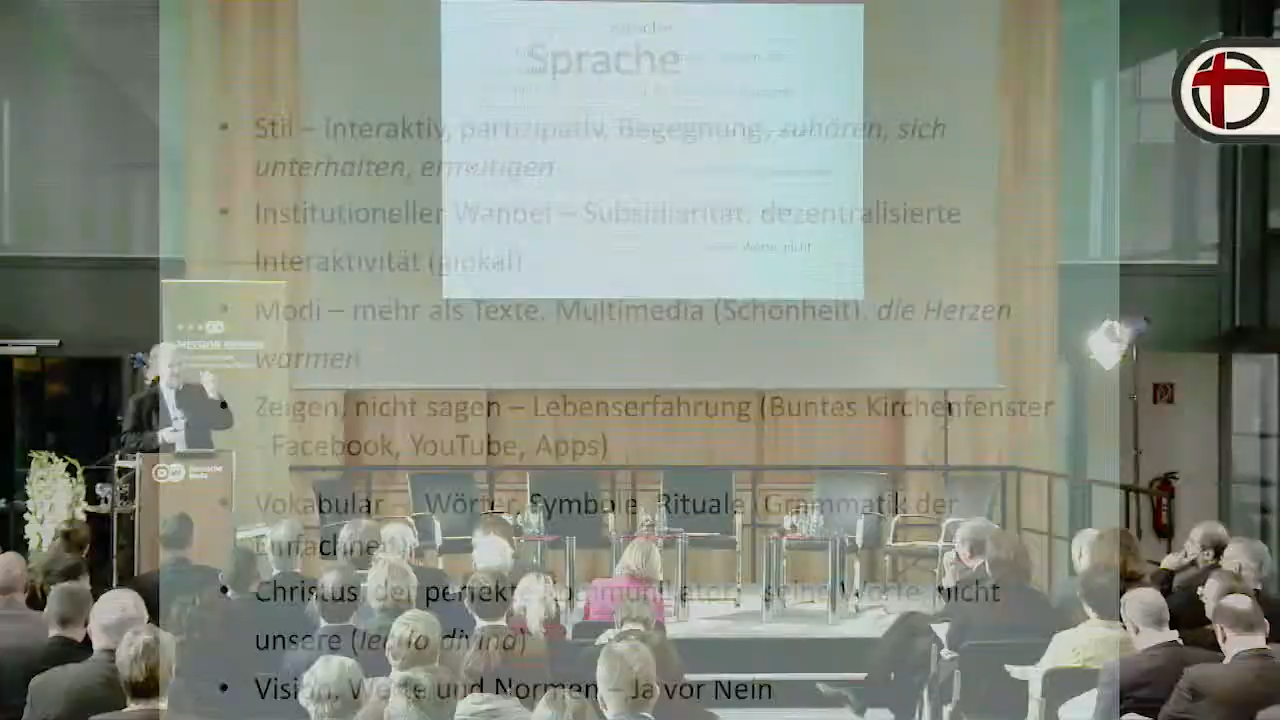 Sprache
• Stil – Interaktiv, partizipativ, Begegnung, zuhören, sich
unterhalten, ermutigen
• Institutioneller Wandel – Subsidiarität, dezentralisierte
Interaktivität (glokal)
• Modi – mehr als Texte. Multimedia (Schönheit), die Herzen
wärmen
• Zeigen, nicht sagen – Lebenserfahrung (Buntes Kirchenfenster
- Facebook, YouTube, Apps)
• Vokabular – Wörter, Symbole, Rituale (Grammatik der
Einfachheit)
• Christus, der perfekte Kommunikator – seine Worte, nicht
unsere (lectio divina)
• Vision, Werte und Normen – Ja vor Nein